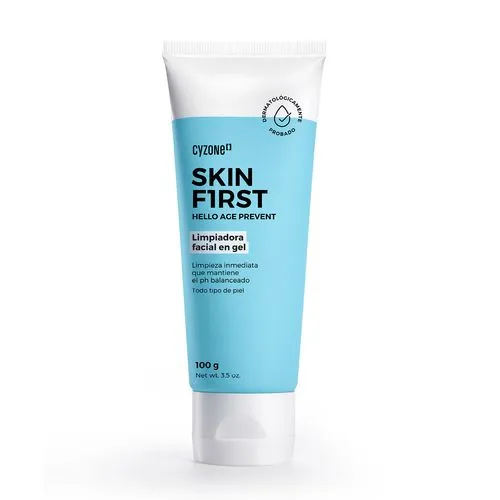 DERMATOLÓGICAMENTE
PROBADO
cyzone
SKIN
F1RST
HELLO AGE PREVENT
Limpiadora
facial en gel
Limpieza inmediata
que mantiene
el ph balanceado
Todo tipo de piel
100 g
Net wt. 3.5 oz.